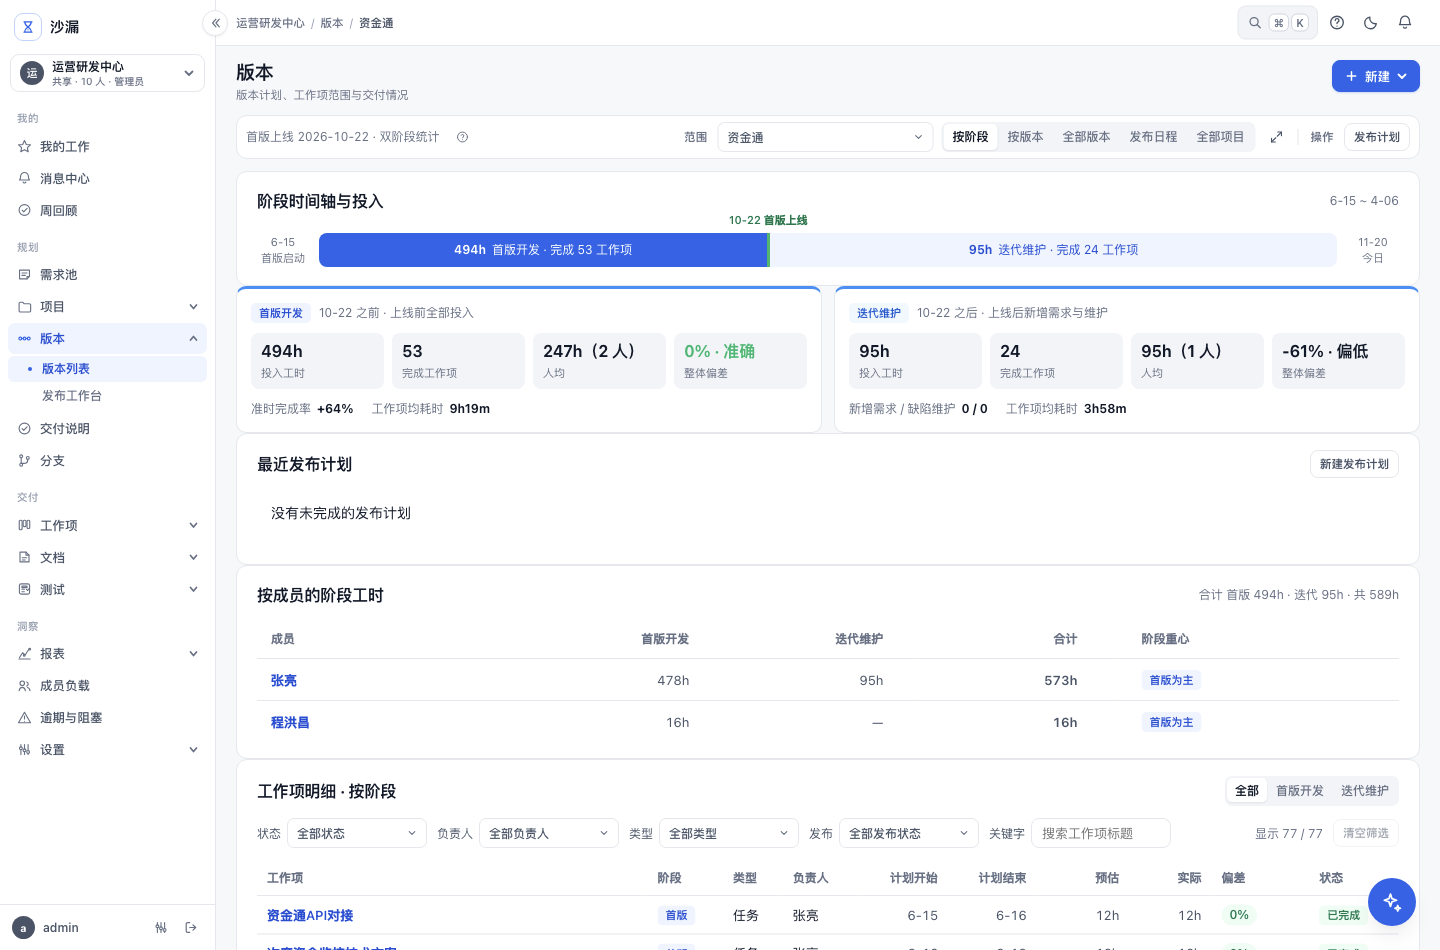 沙漏
运营研发中心 / 版本 / 资金通
⌘ K
运 运营研发中心
共享 · 10 人 · 管理员
我的
我的工作
消息中心
周回顾
规划
需求池
项目
版本
版本列表
发布工作台
交付说明
分支
交付
工作项
文档
测试
洞察
报表
成员负载
逾期与阻塞
设置
a admin
版本
版本计划、工作项范围与交付情况
新建
首版上线 2026-10-22 · 双阶段统计
范围 资金通 按阶段 按版本 全部版本 发布日程 全部项目 操作 发布计划
阶段时间轴与投入
6-15 ~ 4-06
10-22 首版上线
6-15
首版启动
494h 首版开发 · 完成 53 工作项
95h 迭代维护 · 完成 24 工作项
11-20
今日
首版开发 10-22 之前 · 上线前全部投入
494h 53 247h（2 人） 0% · 准确
投入工时 完成工作项 人均 整体偏差
准时完成率 +64% 工作项均耗时 9h19m
迭代维护 10-22 之后 · 上线后新增需求与维护
95h 24 95h（1 人） -61% · 偏低
投入工时 完成工作项 人均 整体偏差
新增需求 / 缺陷维护 0 / 0 工作项均耗时 3h58m
最近发布计划
新建发布计划
没有未完成的发布计划
按成员的阶段工时
合计 首版 494h · 迭代 95h · 共 589h
成员 首版开发 迭代维护 合计 阶段重心
张亮 478h 95h 573h 首版为主
程洪昌 16h — 16h 首版为主
工作项明细 · 按阶段
全部 首版开发 迭代维护
状态 全部状态 负责人 全部负责人 类型 全部类型 发布 全部发布状态 关键字 搜索工作项标题 显示 77 / 77 清空筛选
工作项 阶段 类型 负责人 计划开始 计划结束 预估 实际 偏差 状态
资金通API对接 首版 任务 张亮 6-15 6-16 12h 12h 0% 已完成